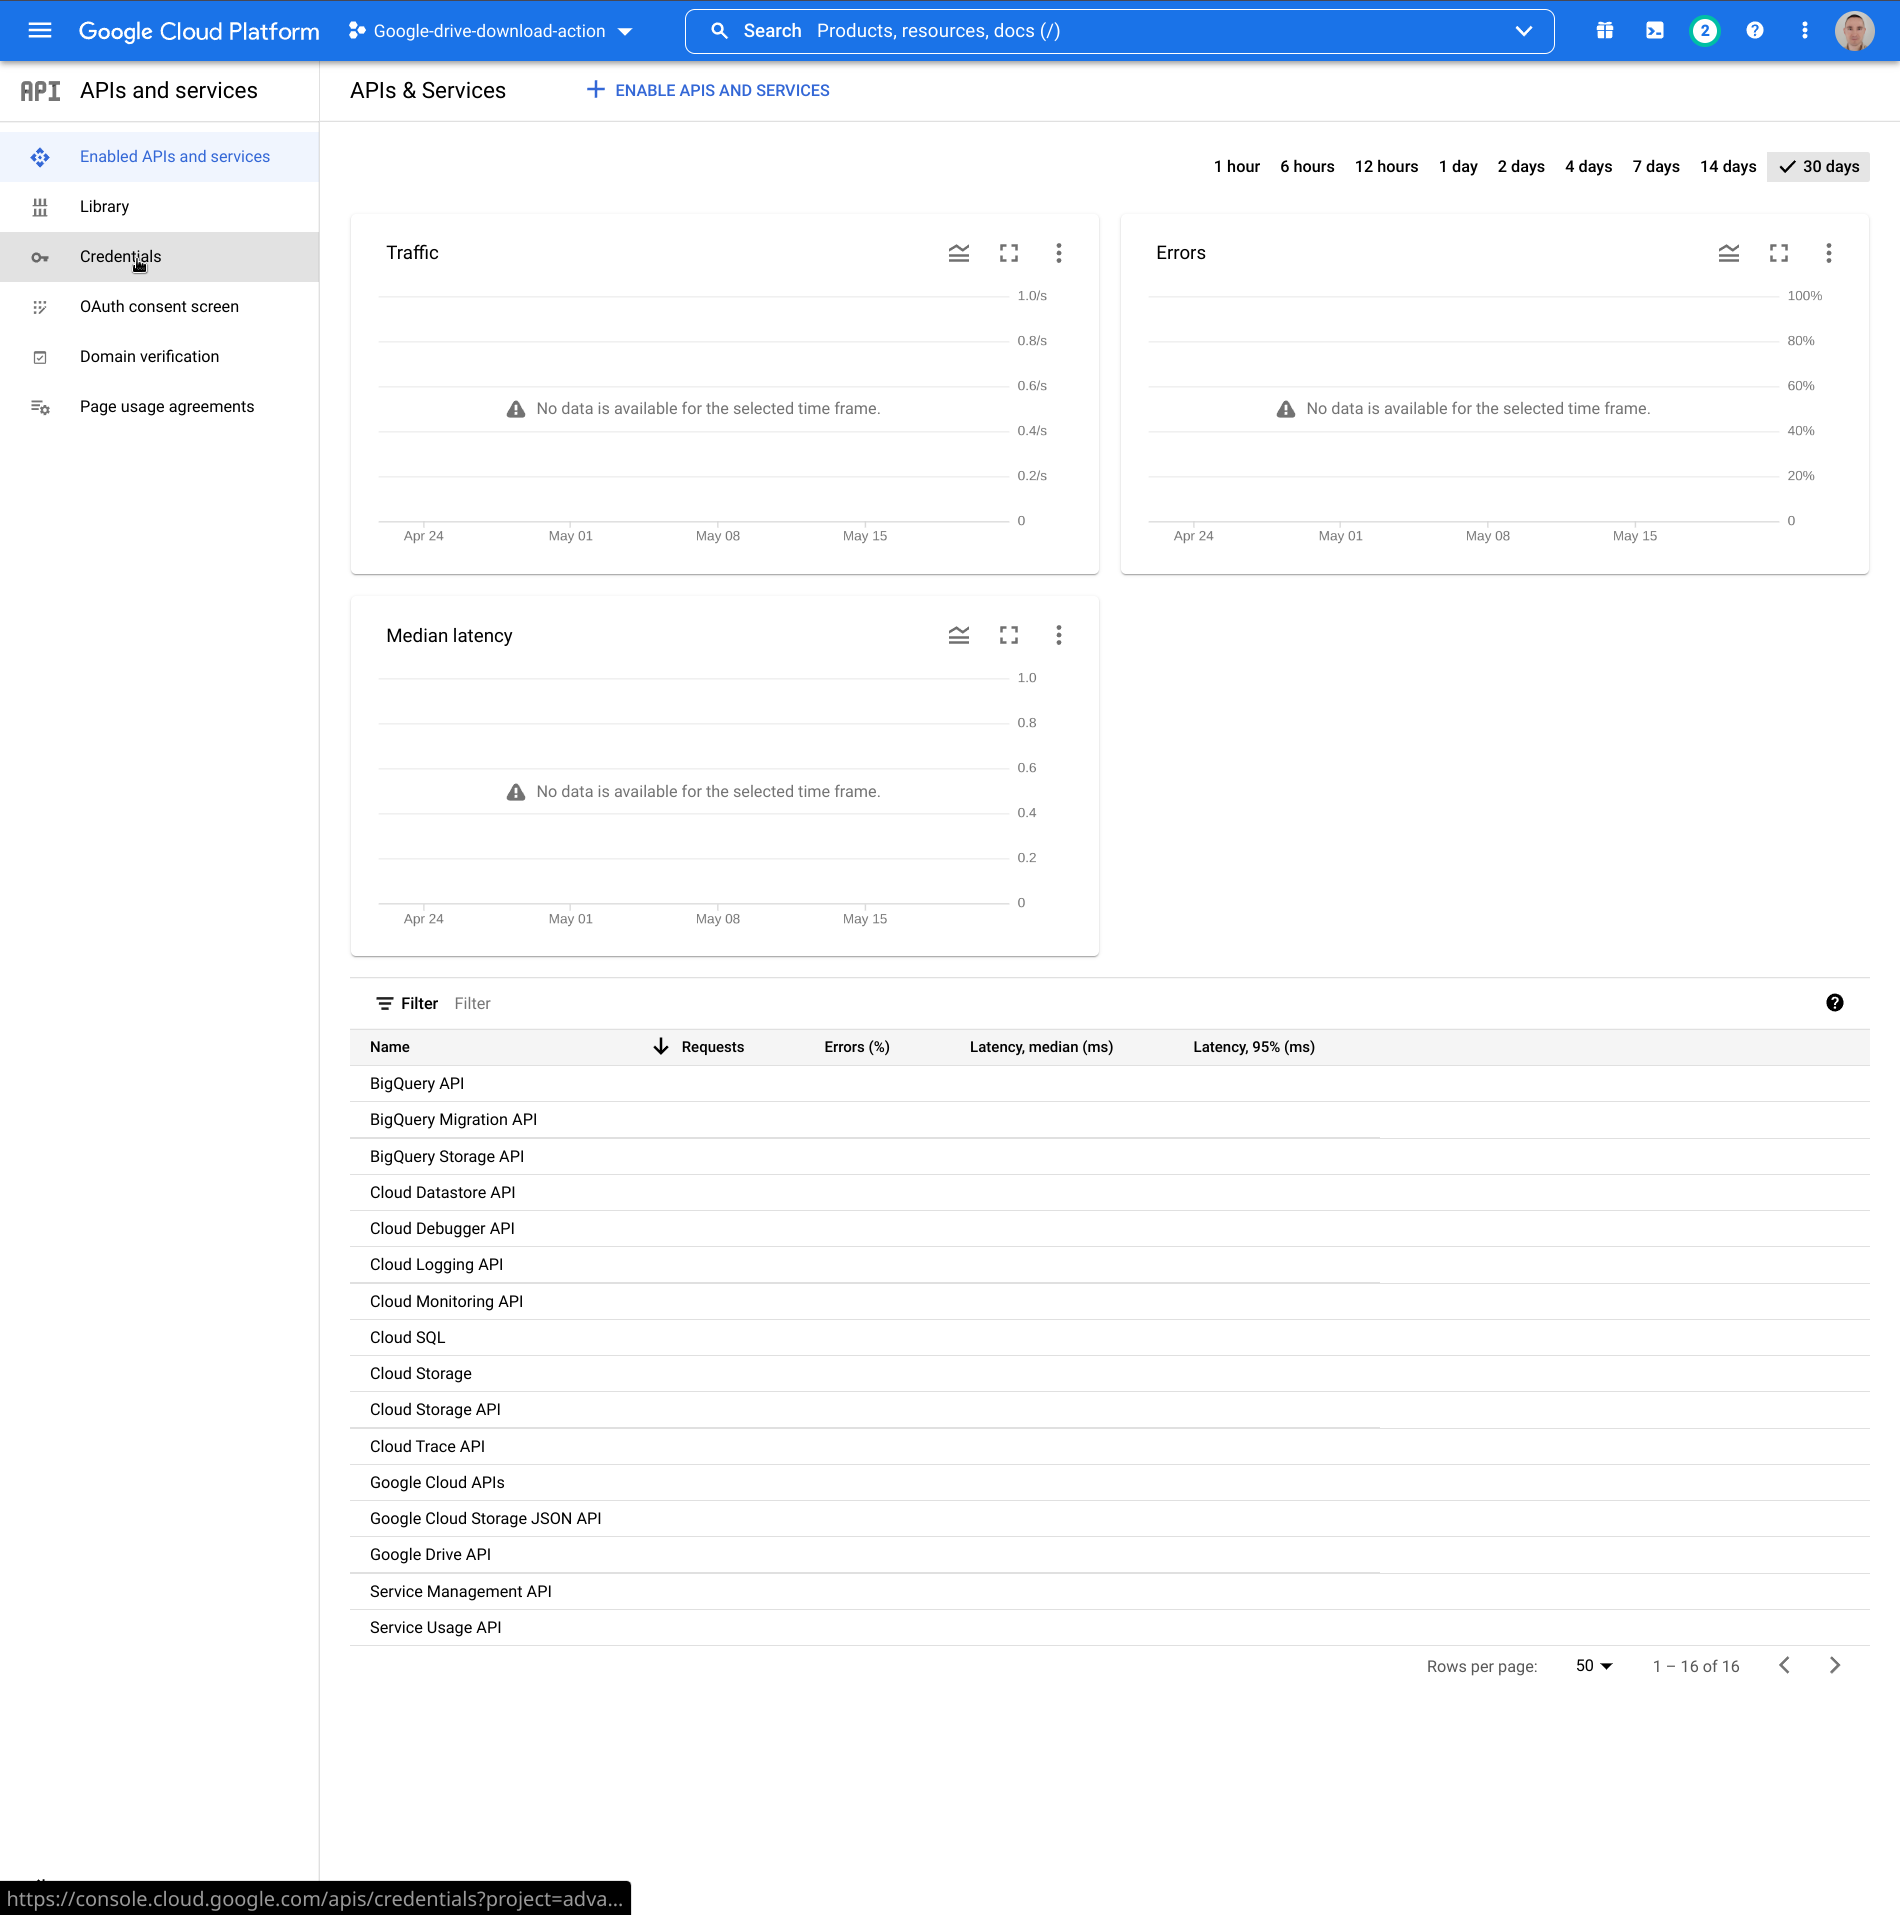 Google Cloud Platform
Google-drive-download-action
Search Products, resources, docs (/)
2
API APIs and services
APIs & Services
ENABLE APIS AND SERVICES
Enabled APIs and services
Library
Credentials
OAuth consent screen
Domain verification
Page usage agreements
1 hour 6 hours 12 hours 1 day 2 days 4 days 7 days 14 days 30 days
Traffic
1.0/s
0.8/s
0.6/s
No data is available for the selected time frame.
0.4/s
0.2/s
0
Apr 24 May 01 May 08 May 15
Errors
100%
80%
60%
No data is available for the selected time frame.
40%
20%
0
Apr 24 May 01 May 08 May 15
Median latency
1.0
0.8
0.6
No data is available for the selected time frame.
0.4
0.2
0
Apr 24 May 01 May 08 May 15
Filter Filter
Name Requests Errors (%) Latency, median (ms) Latency, 95% (ms)
BigQuery API
BigQuery Migration API
BigQuery Storage API
Cloud Datastore API
Cloud Debugger API
Cloud Logging API
Cloud Monitoring API
Cloud SQL
Cloud Storage
Cloud Storage API
Cloud Trace API
Google Cloud APIs
Google Cloud Storage JSON API
Google Drive API
Service Management API
Service Usage API
Rows per page: 50 1 – 16 of 16
https://console.cloud.google.com/apis/credentials?project=adva...